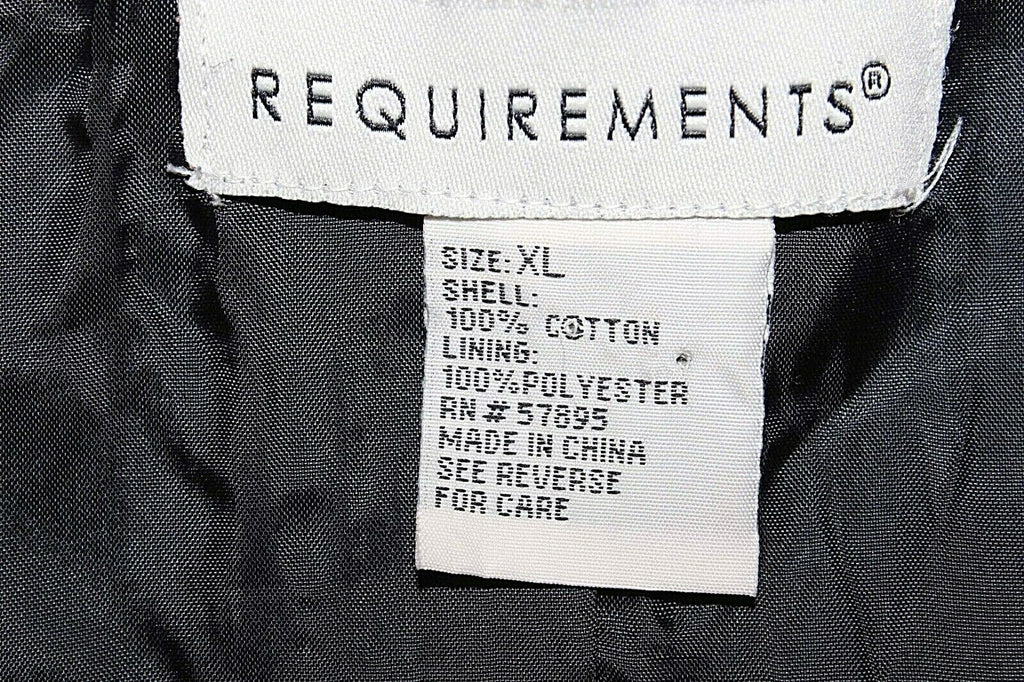 REQUIREMENTS®
SIZE: XL
SHELL:
100% COTTON
LINING:
100%POLYESTER
RN # 57895
MADE IN CHINA
SEE REVERSE
FOR CARE